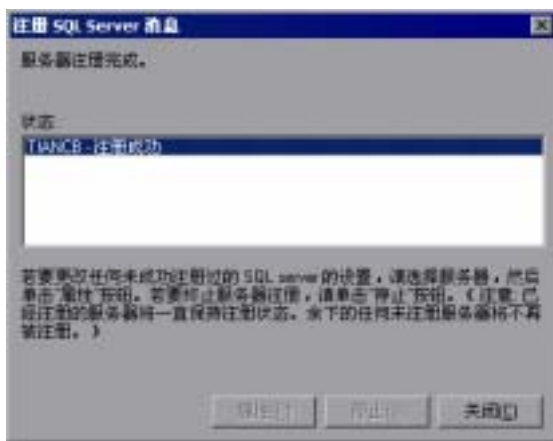 注册 SQL Server 消息
服务器注册完成。
状态
TIANCB - 注册成功
若要更改任何未成功注册过的 SQL server 的设置，请选择服务器，然后
单击"属性"按钮。若要终止服务器注册，请单击"停止"按钮。（注意：已
经注册的服务器将一直保持注册状态。余下的任何未注册服务器将不再
被注册。）
属性 停止 关闭[C]